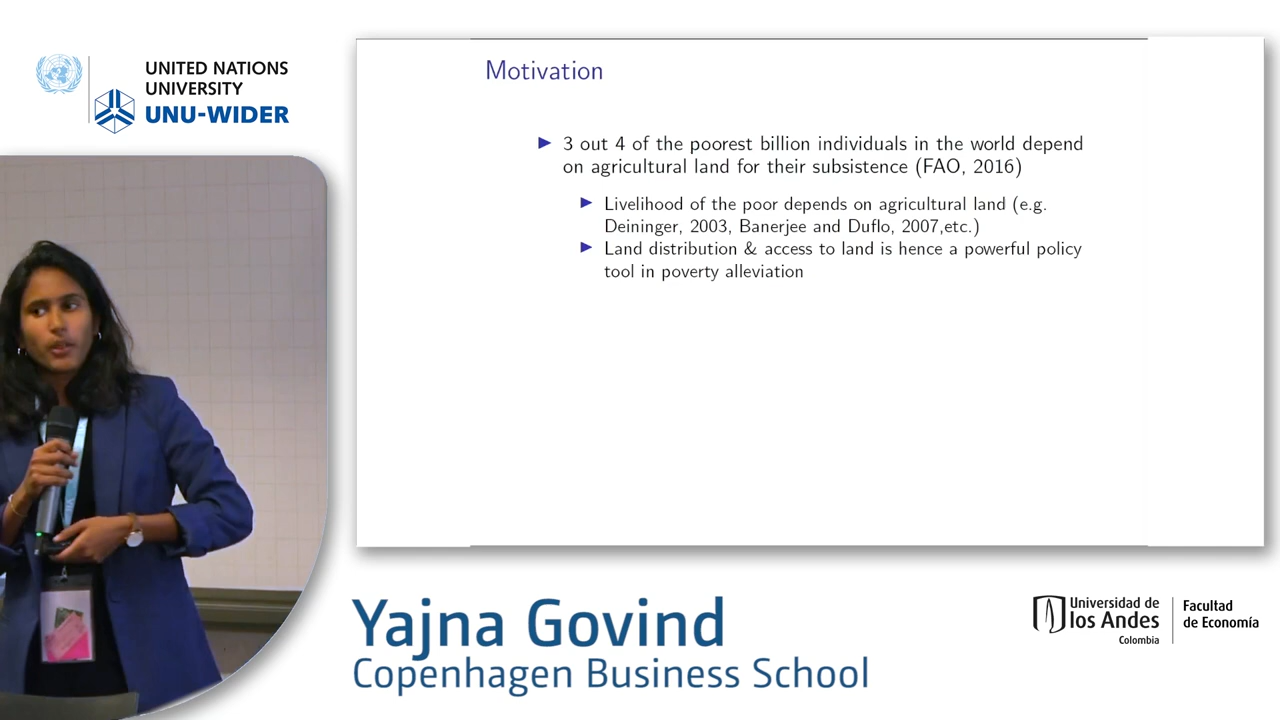 UNITED NATIONS
UNIVERSITY
UNU-WIDER
Motivation
3 out 4 of the poorest billion individuals in the world depend
on agricultural land for their subsistence (FAO, 2016)
Livelihood of the poor depends on agricultural land (e.g.
Deininger, 2003, Banerjee and Duflo, 2007,etc.)
Land distribution & access to land is hence a powerful policy
tool in poverty alleviation
Yajna Govind
Copenhagen Business School
Universidad de
los Andes
Colombia
Facultad
de Economía